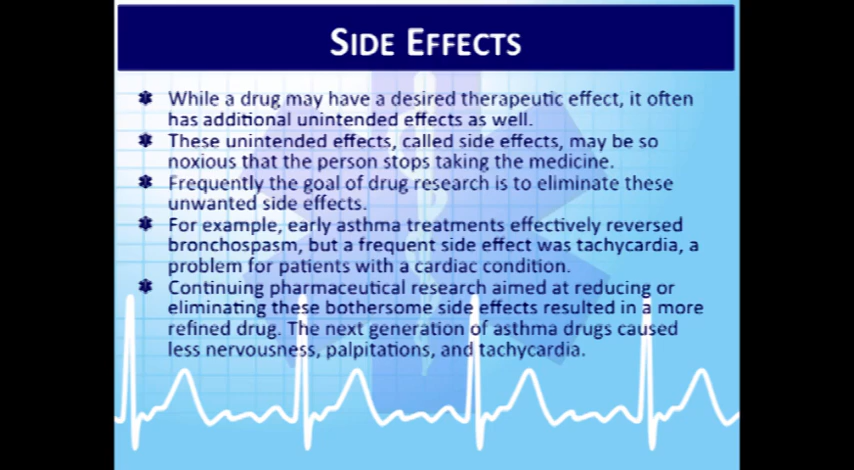 SIDE EFFECTS
While a drug may have a desired therapeutic effect, it often
has additional unintended effects as well.
These unintended effects, called side effects, may be so
noxious that the person stops taking the medicine.
Frequently the goal of drug research is to eliminate these
unwanted side effects.
For example, early asthma treatments effectively reversed
bronchospasm, but a frequent side effect was tachycardia, a
problem for patients with a cardiac condition.
Continuing pharmaceutical research aimed at reducing or
eliminating these bothersome side effects resulted in a more
refined drug. The next generation of asthma drugs caused
less nervousness, palpitations, and tachycardia.